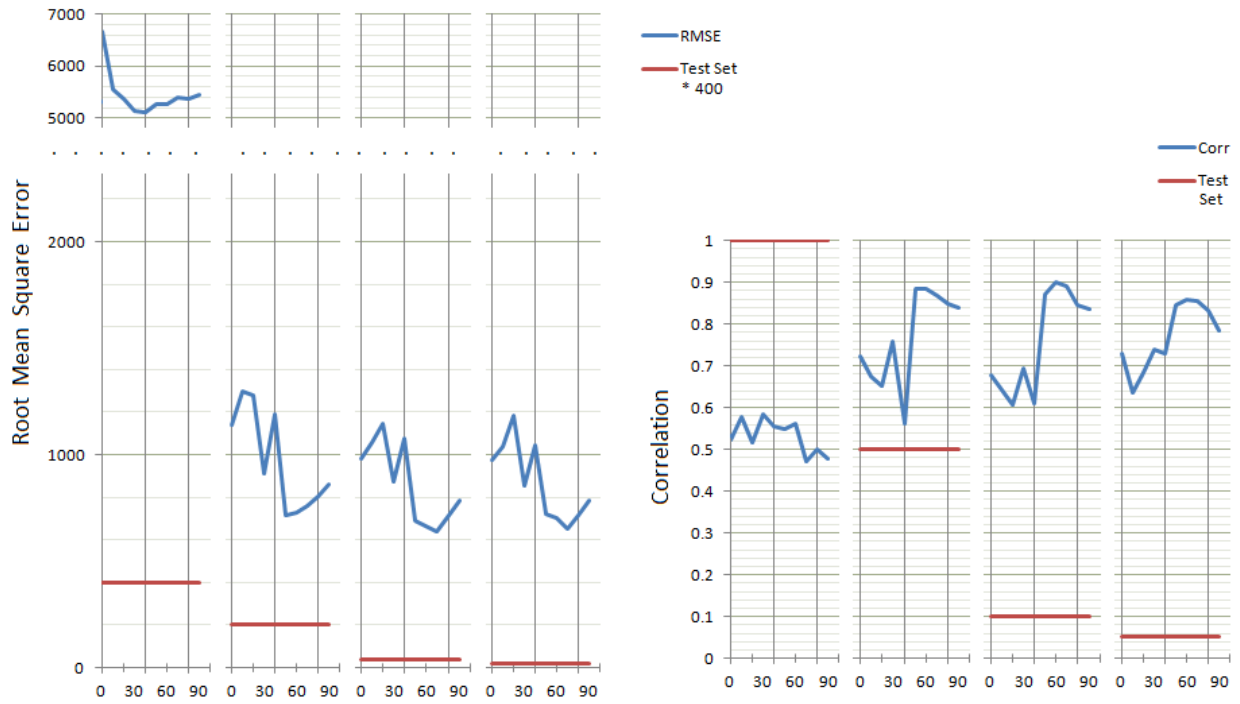 7000
6000
5000
2000
1000
0
Root Mean Square Error
0 30 60 90 0 30 60 90 0 30 60 90 0 30 60 90
RMSE
Test Set
* 400
Corr
Test
Set
1
0.9
0.8
0.7
0.6
0.5
0.4
0.3
0.2
0.1
0
Correlation
0 30 60 90 0 30 60 90 0 30 60 90 0 30 60 90